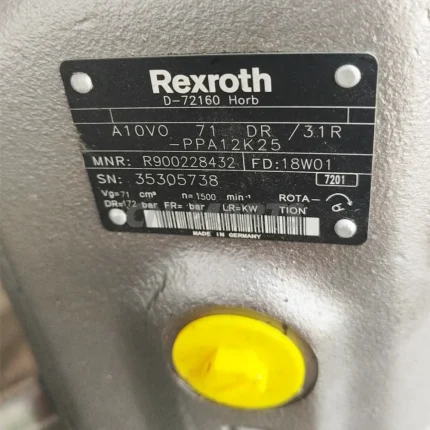 Rexroth
D-72160 Horb
A10VO 71 DR /31R
-PPA12K25
MNR: R900228432 FD:18W01
SN: 35305738 7201
Vg=71 cm³ n=1500 min⁻¹ ROTA-
DR=172 bar FR= bar LR=KW TION
MADE IN GERMANY